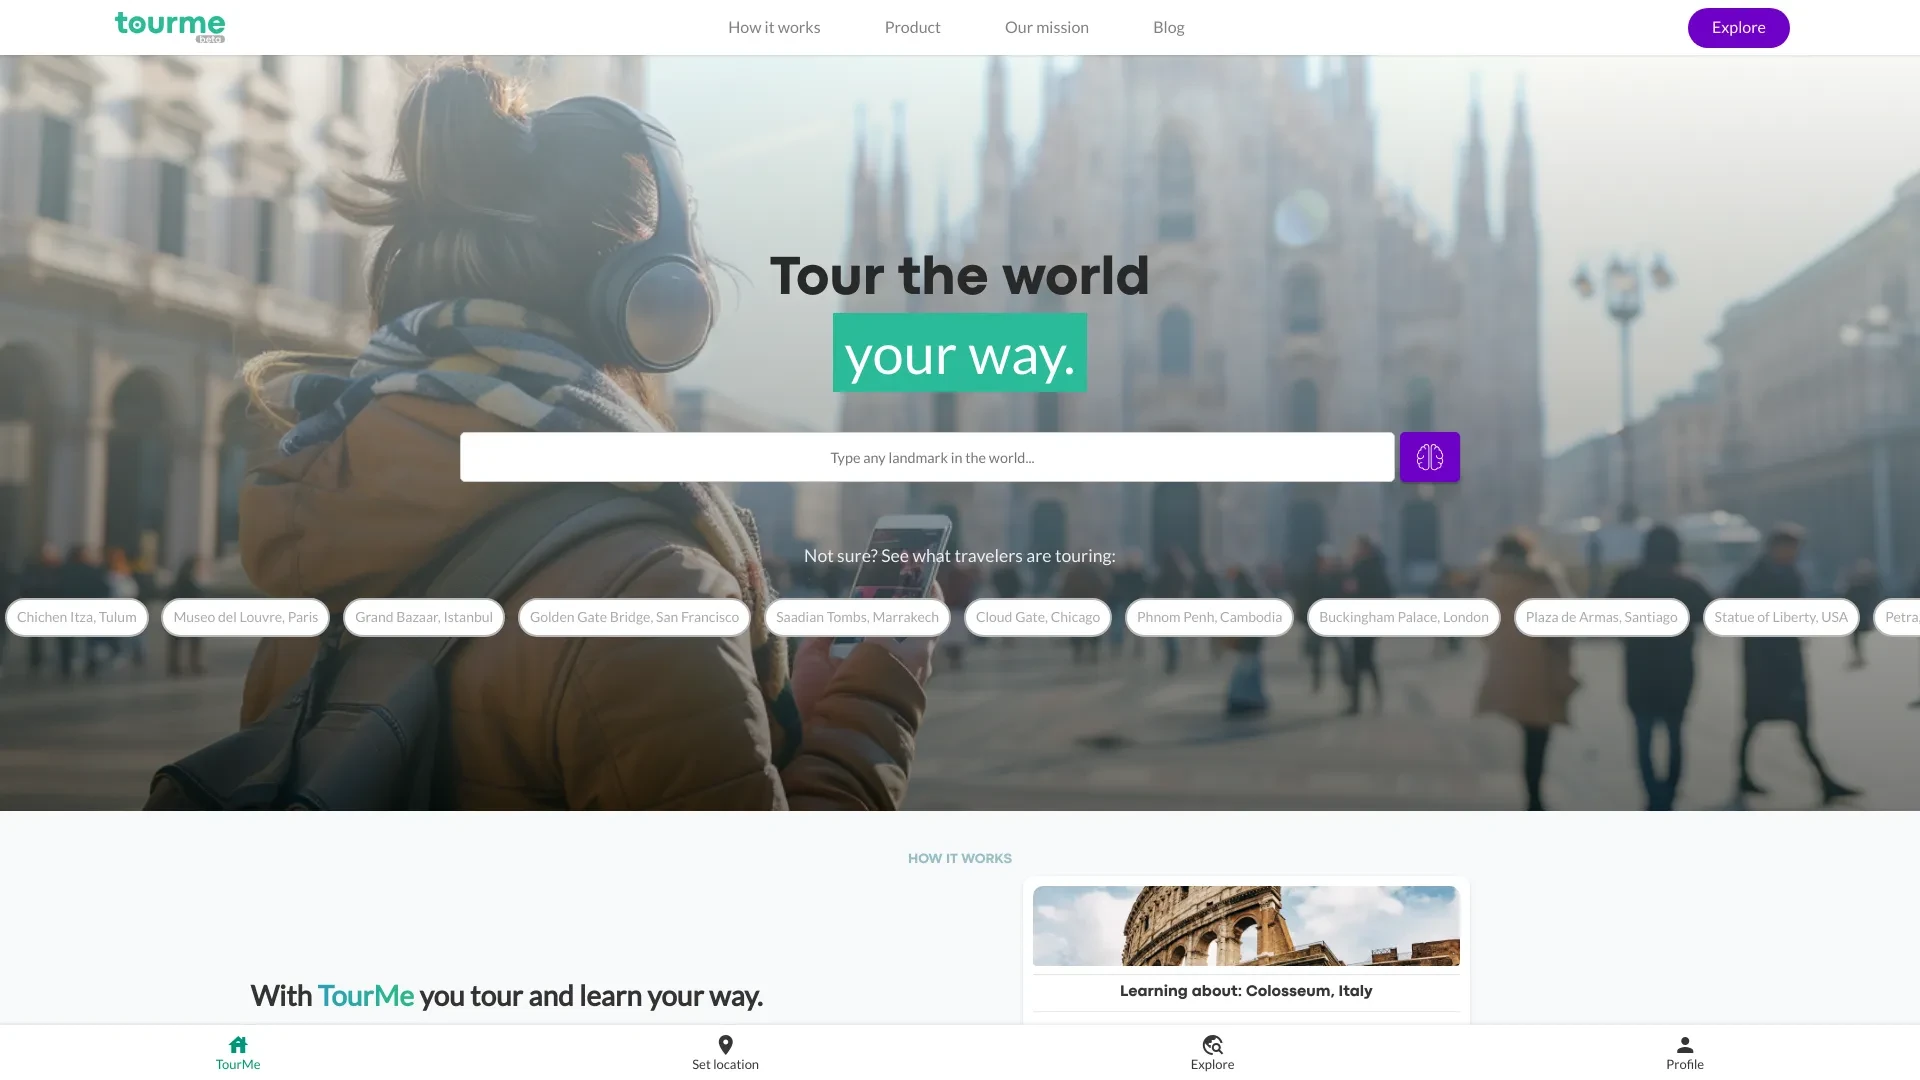 tourme
beta
How it works
Product
Our mission
Blog
Explore
Tour the world
your way.
Type any landmark in the world...
Not sure? See what travelers are touring:
Chichen Itza, Tulum
Museo del Louvre, Paris
Grand Bazaar, Istanbul
Golden Gate Bridge, San Francisco
Saadian Tombs, Marrakech
Cloud Gate, Chicago
Phnom Penh, Cambodia
Buckingham Palace, London
Plaza de Armas, Santiago
Statue of Liberty, USA
Petra,
HOW IT WORKS
With TourMe you tour and learn your way.
Learning about: Colosseum, Italy
TourMe
Set location
Explore
Profile